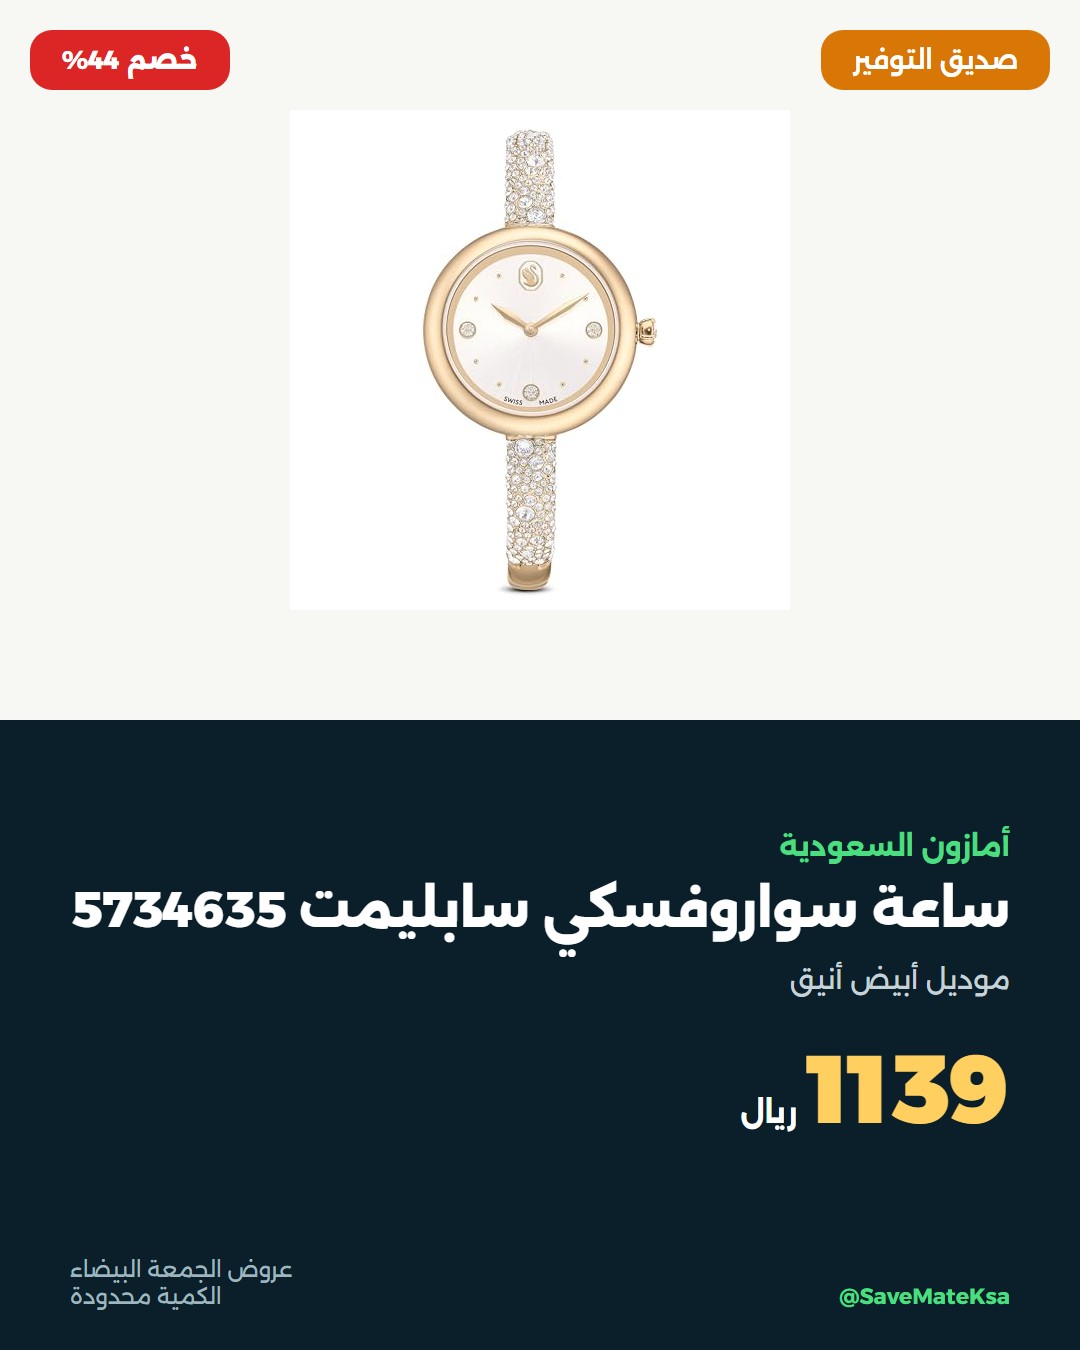 صديق التوفير
خصم 44%
SWISS MADE
أمازون السعودية
ساعة سواروفسكي سابليمت 5734635
موديل أبيض أنيق
1139 ريال
عروض الجمعة البيضاء
الكمية محدودة
@SaveMateKsa